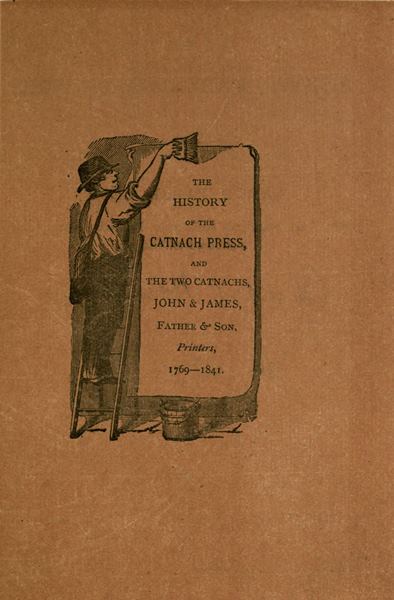 THE
HISTORY
OF THE
CATNACH PRESS,
AND
THE TWO CATNACHS,
JOHN & JAMES,
FATHER & SON,
Printers,
1769—1841.